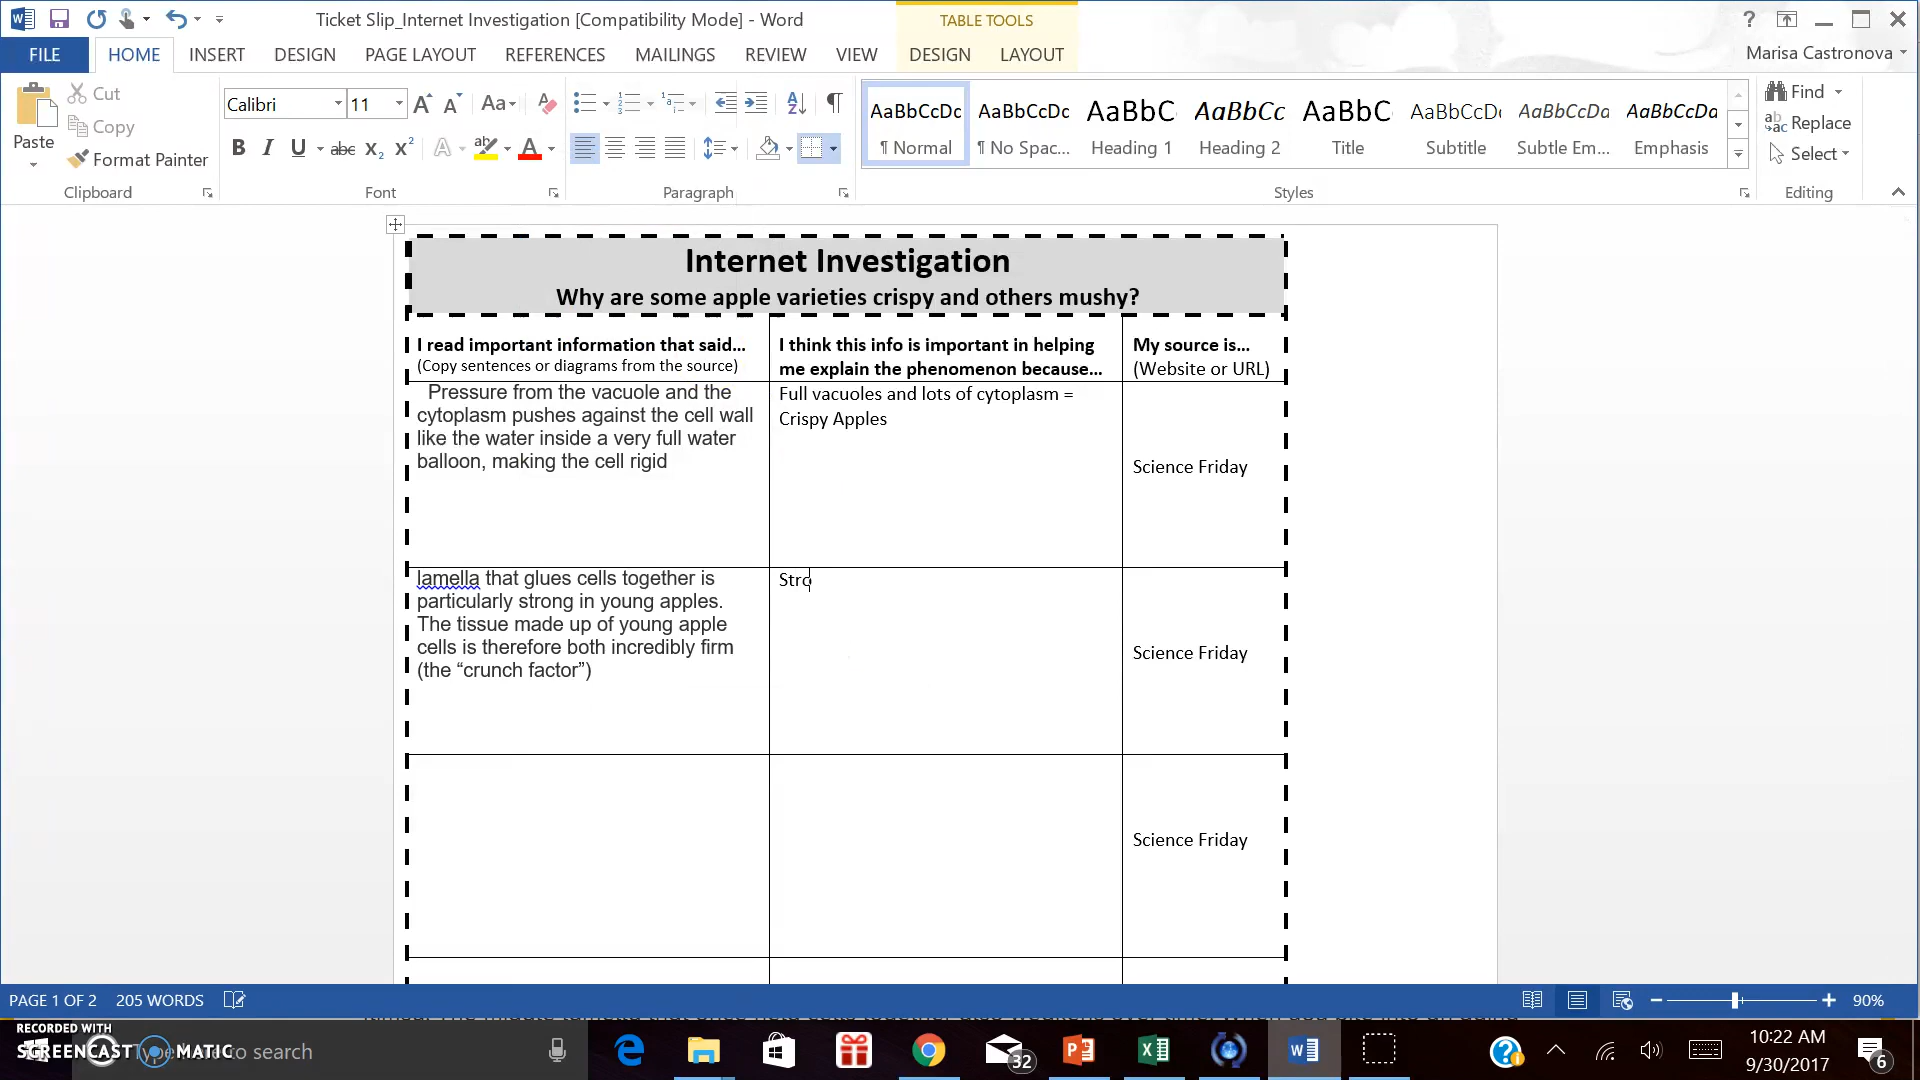 Ticket Slip_Internet Investigation [Compatibility Mode] - Word
TABLE TOOLS
FILE HOME INSERT DESIGN PAGE LAYOUT REFERENCES MAILINGS REVIEW VIEW DESIGN LAYOUT
Marisa Castronova
Paste
Cut
Copy
Format Painter
Clipboard
Calibri 11
Font
Paragraph
AaBbCcDc AaBbCcDc AaBbC AaBbCc AaBbC AaBbCcDc AaBbCcDa AaBbCcDa
¶ Normal ¶ No Spac... Heading 1 Heading 2 Title Subtitle Subtle Em... Emphasis
Styles
Find
Replace
Select
Editing
Internet Investigation
Why are some apple varieties crispy and others mushy?
I read important information that said...
(Copy sentences or diagrams from the source)
I think this info is important in helping
me explain the phenomenon because...
My source is...
(Website or URL)
Pressure from the vacuole and the
cytoplasm pushes against the cell wall
like the water inside a very full water
balloon, making the cell rigid
Full vacuoles and lots of cytoplasm =
Crispy Apples
Science Friday
lamella that glues cells together is
particularly strong in young apples.
The tissue made up of young apple
cells is therefore both incredibly firm
(the “crunch factor”)
Stro
Science Friday
Science Friday
PAGE 1 OF 2 205 WORDS
90%
RECORDED WITH
SCREENCAST MATIC
to search
32
10:22 AM
9/30/2017
6